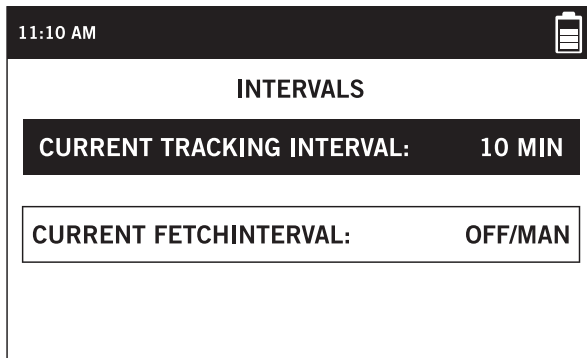 11:10 AM
INTERVALS
CURRENT TRACKING INTERVAL: 10 MIN
CURRENT FETCHINTERVAL: OFF/MAN